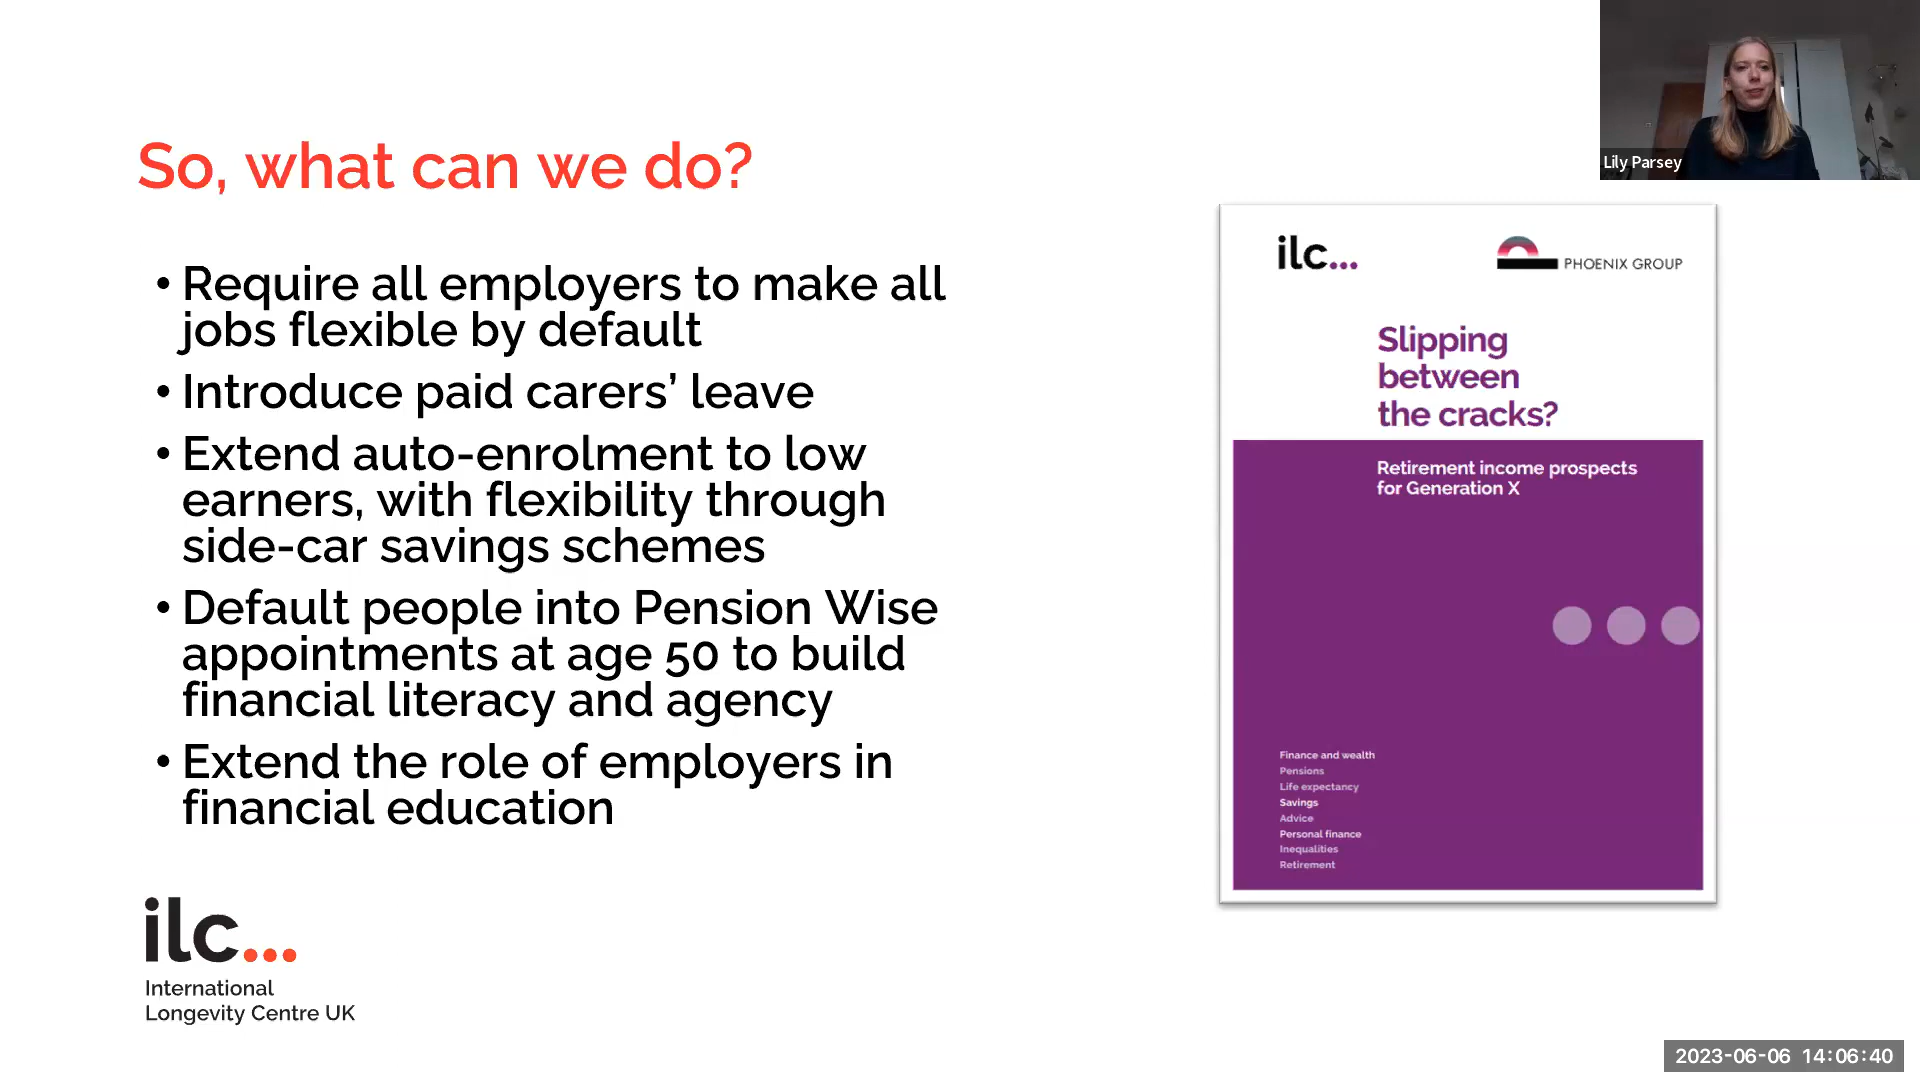 So, what can we do?
• Require all employers to make all
jobs flexible by default
• Introduce paid carers’ leave
• Extend auto-enrolment to low
earners, with flexibility through
side-car savings schemes
• Default people into Pension Wise
appointments at age 50 to build
financial literacy and agency
• Extend the role of employers in
financial education
ilc...
International
Longevity Centre UK
Lily Parsey
ilc...
PHOENIX GROUP
Slipping
between
the cracks?
Retirement income prospects
for Generation X
Finance and wealth
Pensions
Life expectancy
Savings
Advice
Personal finance
Inequalities
Retirement
2023-06-06 14:06:40